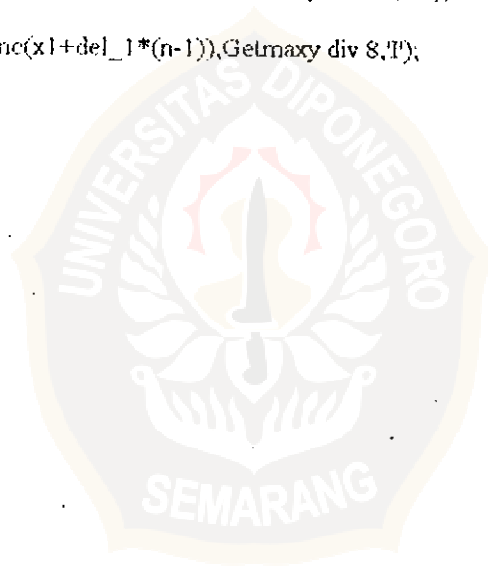 nc(x1+del_1*(n-1)),Getmaxy div 8,'I');
UNIVERSITAS DIPONEGORO
SEMARANG